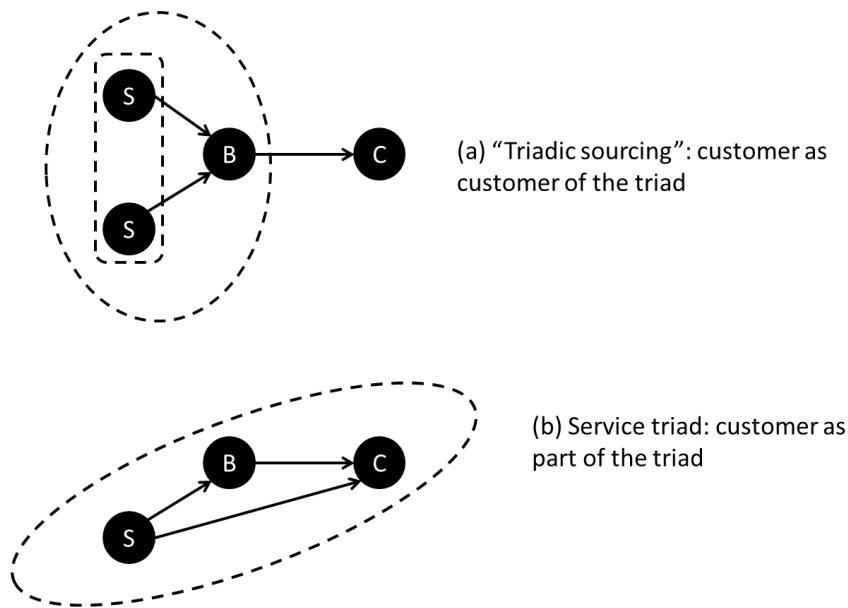 S
B
C
(a) “Triadic sourcing”: customer as
customer of the triad
S
B
C
(b) Service triad: customer as
part of the triad
S